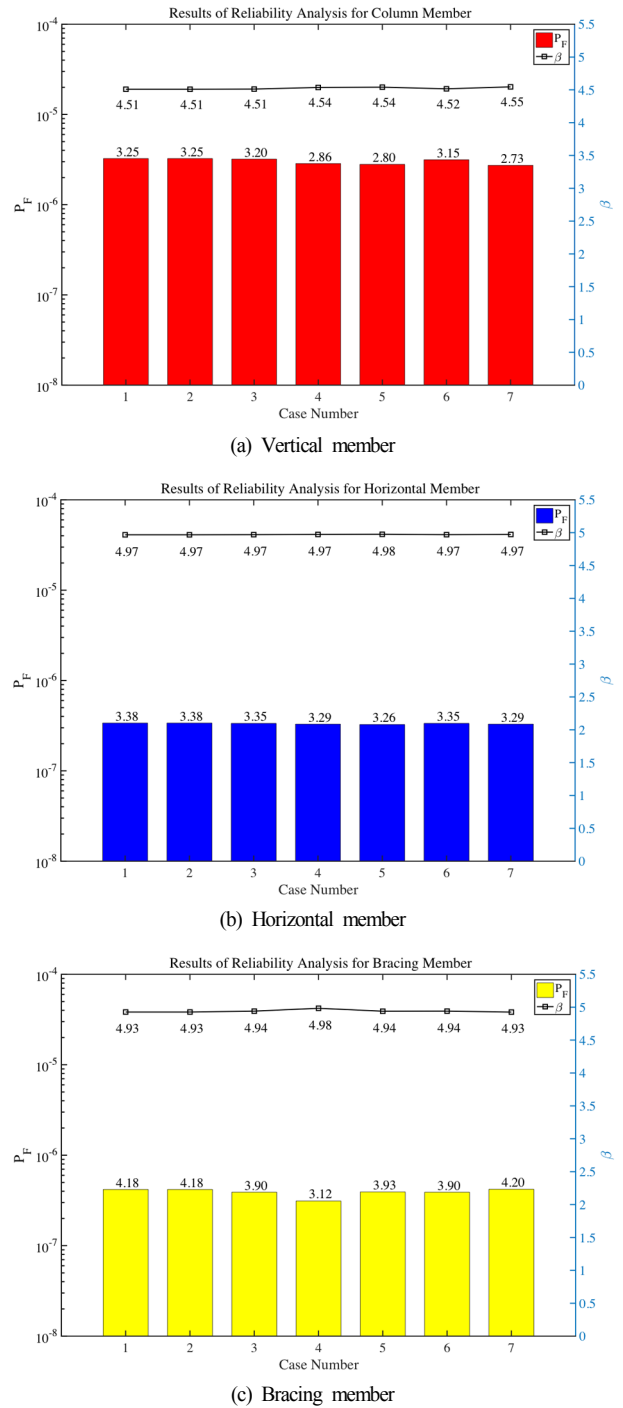 Results of Reliability Analysis for Column Member
10⁻⁴
10⁻⁵
10⁻⁶
10⁻⁷
10⁻⁸
P_F
5.5
5
4.5
4
3.5
3
2.5
2
1.5
1
0.5
0
β
P_F
β
4.51 4.51 4.51 4.54 4.54 4.52 4.55
3.25 3.25 3.20 2.86 2.80 3.15 2.73
1 2 3 4 5 6 7
Case Number
(a) Vertical member
Results of Reliability Analysis for Horizontal Member
10⁻⁴
10⁻⁵
10⁻⁶
10⁻⁷
10⁻⁸
P_F
5.5
5
4.5
4
3.5
3
2.5
2
1.5
1
0.5
0
β
P_F
β
4.97 4.97 4.97 4.97 4.98 4.97 4.97
3.38 3.38 3.35 3.29 3.26 3.35 3.29
1 2 3 4 5 6 7
Case Number
(b) Horizontal member
Results of Reliability Analysis for Bracing Member
10⁻⁴
10⁻⁵
10⁻⁶
10⁻⁷
10⁻⁸
P_F
5.5
5
4.5
4
3.5
3
2.5
2
1.5
1
0.5
0
β
P_F
β
4.93 4.93 4.94 4.98 4.94 4.94 4.93
4.18 4.18 3.90 3.12 3.93 3.90 4.20
1 2 3 4 5 6 7
Case Number
(c) Bracing member